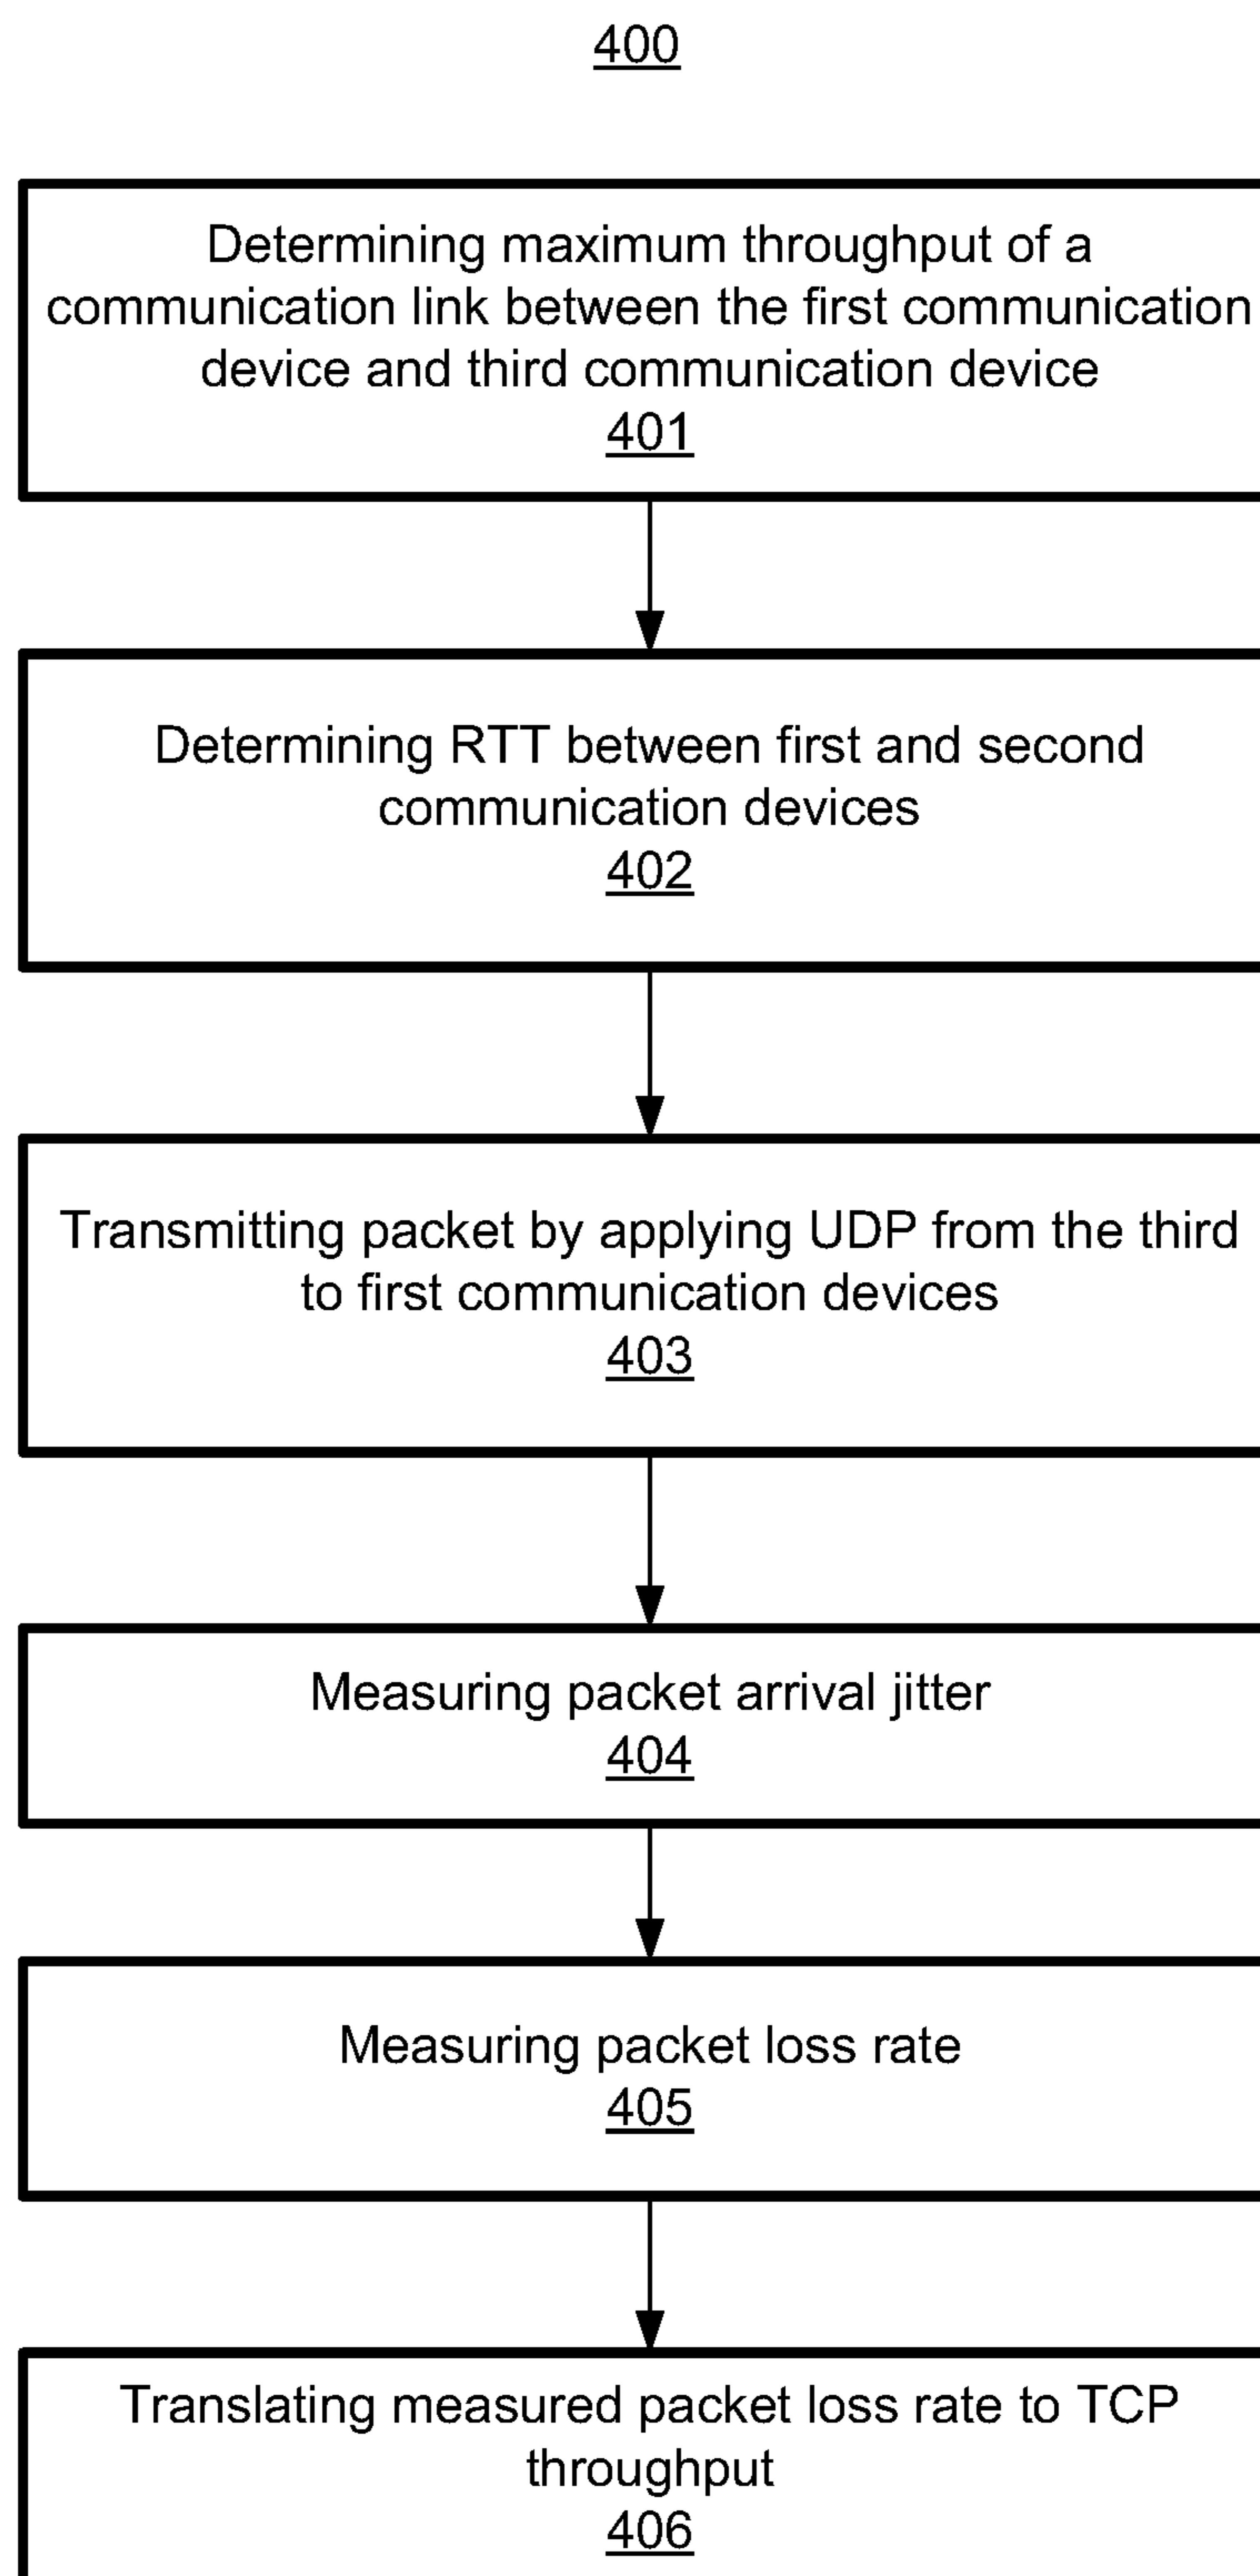 400
Determining maximum throughput of a
communication link between the first communication
device and third communication device
401
Determining RTT between first and second
communication devices
402
Transmitting packet by applying UDP from the third
to first communication devices
403
Measuring packet arrival jitter
404
Measuring packet loss rate
405
Translating measured packet loss rate to TCP
throughput
406